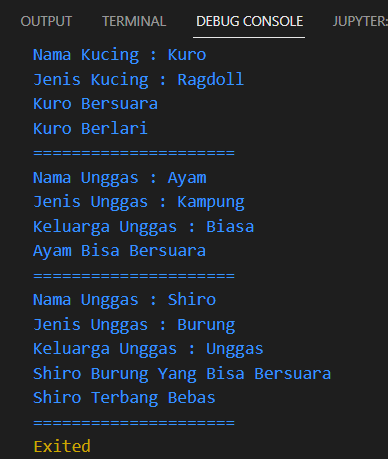 OUTPUT TERMINAL DEBUG CONSOLE JUPYTER:
Nama Kucing : Kuro
Jenis Kucing : Ragdoll
Kuro Bersuara
Kuro Berlari
=====================
Nama Unggas : Ayam
Jenis Unggas : Kampung
Keluarga Unggas : Biasa
Ayam Bisa Bersuara
=====================
Nama Unggas : Shiro
Jenis Unggas : Burung
Keluarga Unggas : Unggas
Shiro Burung Yang Bisa Bersuara
Shiro Terbang Bebas
=====================
Exited